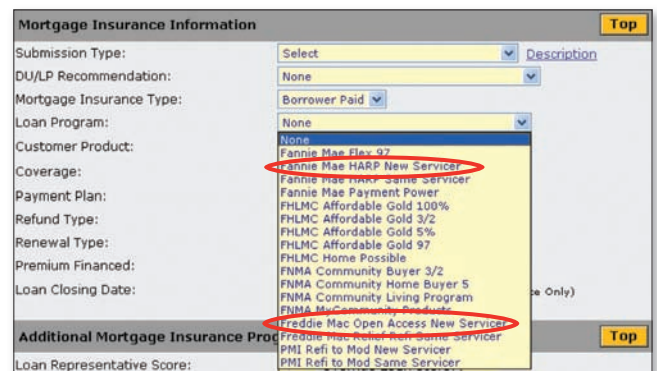 Mortgage Insurance Information Top
Submission Type: Select Description
DU/LP Recommendation: None
Mortgage Insurance Type: Borrower Paid
Loan Program: None
Customer Product:
Coverage:
Payment Plan:
Refund Type:
Renewal Type:
Premium Financed:
Loan Closing Date:
None
Fannie Mae Flex 97
Fannie Mae HARP New Servicer
Fannie Mae HARP Same Servicer
Fannie Mae Payment Power
FHLMC Affordable Gold 100%
FHLMC Affordable Gold 3/2
FHLMC Affordable Gold 5%
FHLMC Affordable Gold 97
FHLMC Home Possible
FNMA Community Buyer 3/2
FNMA Community Home Buyer 5
FNMA Community Living Program
FNMA MyCommunity Products
Freddie Mac Open Access New Servicer
Freddie Mac Relief Refi Same Servicer
PMI Refi to Mod New Servicer
PMI Refi to Mod Same Servicer
Only)
Additional Mortgage Insurance Top
Loan Representative Score: